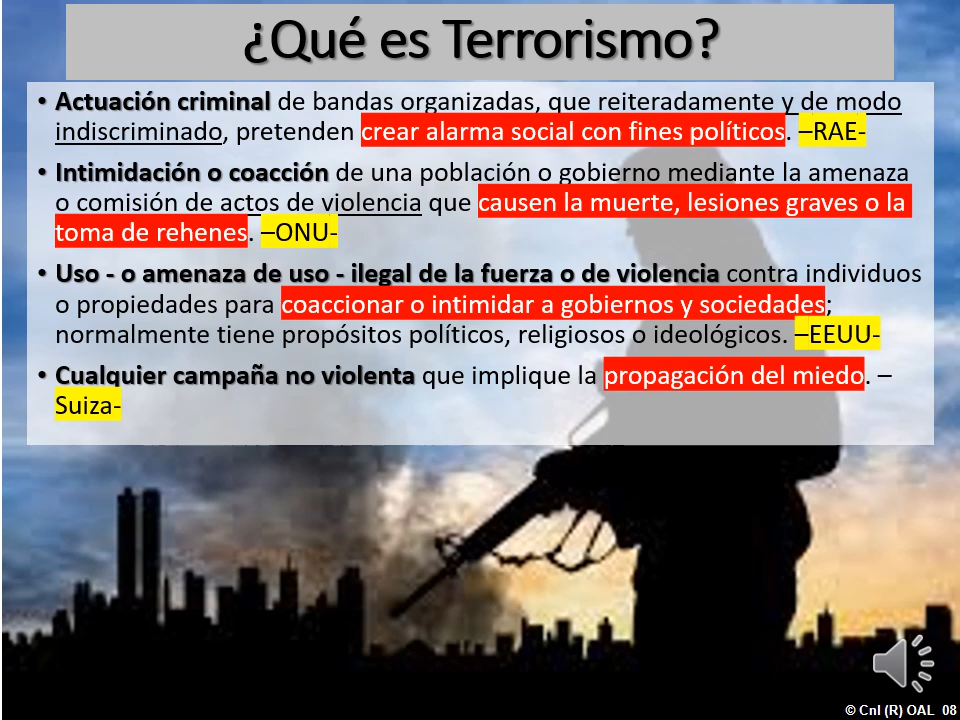 ¿Qué es Terrorismo?
• Actuación criminal de bandas organizadas, que reiteradamente y de modo
indiscriminado, pretenden crear alarma social con fines políticos. –RAE-
• Intimidación o coacción de una población o gobierno mediante la amenaza
o comisión de actos de violencia que causen la muerte, lesiones graves o la
toma de rehenes. –ONU-
• Uso - o amenaza de uso - ilegal de la fuerza o de violencia contra individuos
o propiedades para coaccionar o intimidar a gobiernos y sociedades;
normalmente tiene propósitos políticos, religiosos o ideológicos. –EEUU-
• Cualquier campaña no violenta que implique la propagación del miedo. –
Suiza-
© Cnl (R) OAL 08